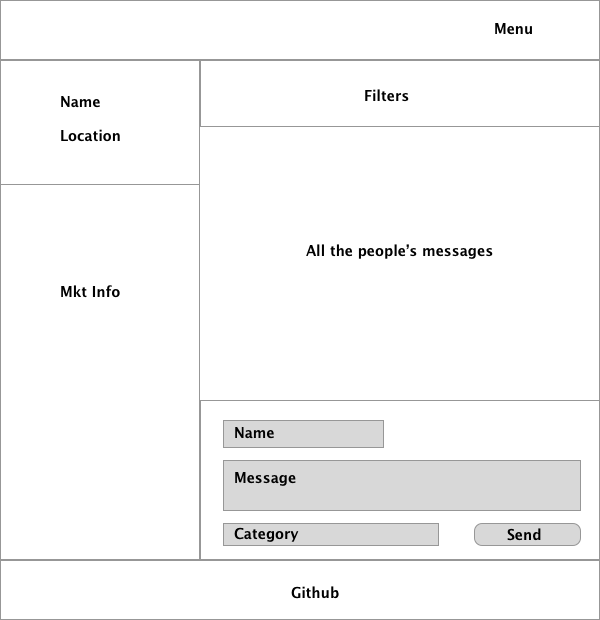 Menu
Name
Location
Mkt Info
Filters
All the people’s messages
Name
Message
Category
Send
Github